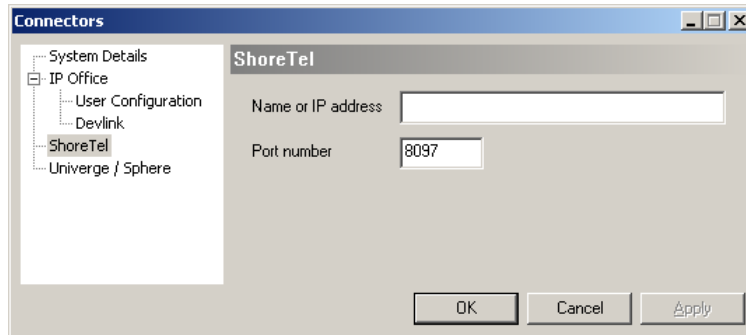 Connectors
System Details
IP Office
User Configuration
Devlink
ShoreTel
Univerge / Sphere
ShoreTel
Name or IP address
Port number
8097
OK
Cancel
Apply